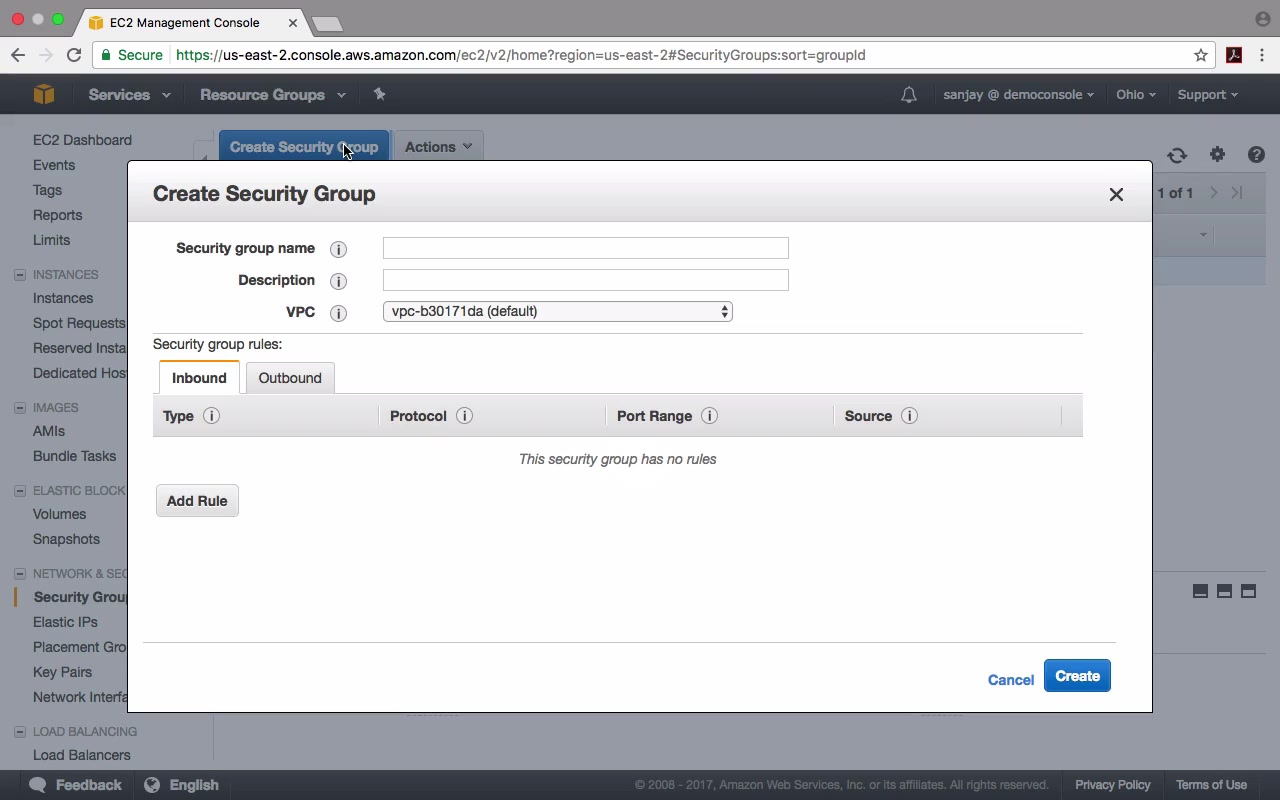 EC2 Management Console
Secure https://us-east-2.console.aws.amazon.com/ec2/v2/home?region=us-east-2#SecurityGroups:sort=groupId
Services Resource Groups sanjay @ democonsole Ohio Support
EC2 Dashboard
Events
Tags
Reports
Limits
INSTANCES
Instances
Spot Requests
Reserved Insta
Dedicated Hos
IMAGES
AMIs
Bundle Tasks
ELASTIC BLOCK
Volumes
Snapshots
NETWORK & SEC
Security Group
Elastic IPs
Placement Gro
Key Pairs
Network Interfa
LOAD BALANCING
Load Balancers
Create Security Group Actions
1 of 1
Create Security Group
Security group name
Description
VPC vpc-b30171da (default)
Security group rules:
Inbound Outbound
Type Protocol Port Range Source
This security group has no rules
Add Rule
Cancel Create
Feedback English © 2008 - 2017, Amazon Web Services, Inc. or its affiliates. All rights reserved. Privacy Policy Terms of Use